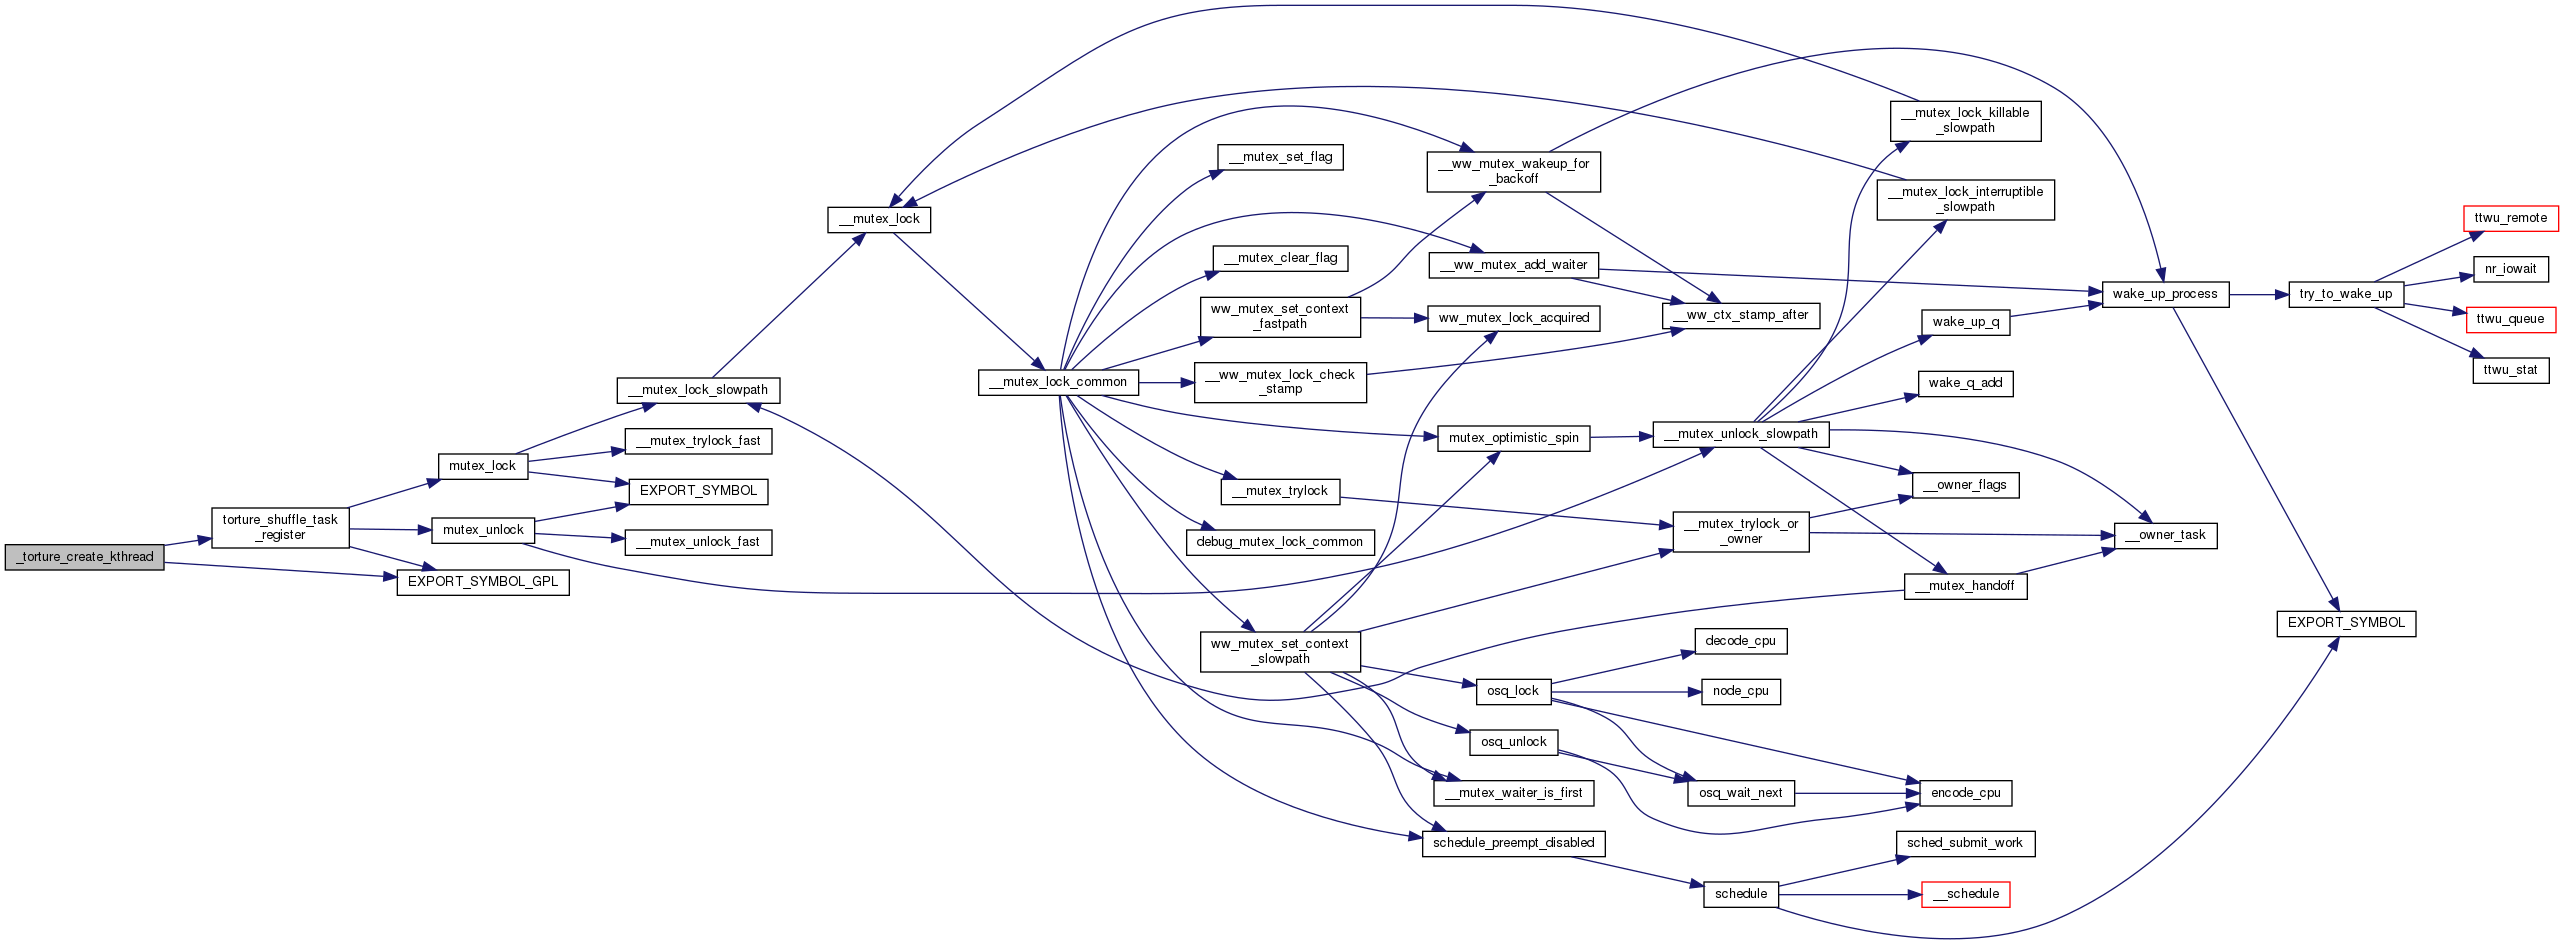 _torture_create_kthread
torture_shuffle_task
_register
EXPORT_SYMBOL_GPL
mutex_lock
mutex_unlock
__mutex_lock_slowpath
__mutex_trylock_fast
EXPORT_SYMBOL
__mutex_unlock_fast
__mutex_lock
__mutex_lock_common
__mutex_set_flag
__mutex_clear_flag
ww_mutex_set_context
_fastpath
__ww_mutex_lock_check
_stamp
__mutex_trylock
debug_mutex_lock_common
ww_mutex_set_context
_slowpath
__ww_mutex_wakeup_for
_backoff
__ww_mutex_add_waiter
ww_mutex_lock_acquired
mutex_optimistic_spin
osq_lock
osq_unlock
__mutex_waiter_is_first
schedule_preempt_disabled
__ww_ctx_stamp_after
__mutex_unlock_slowpath
__mutex_trylock_or
_owner
decode_cpu
node_cpu
osq_wait_next
schedule
__mutex_lock_killable
_slowpath
__mutex_lock_interruptible
_slowpath
wake_up_q
wake_q_add
__owner_flags
__mutex_handoff
encode_cpu
sched_submit_work
__schedule
wake_up_process
__owner_task
try_to_wake_up
EXPORT_SYMBOL
ttwu_remote
nr_iowait
ttwu_queue
ttwu_stat